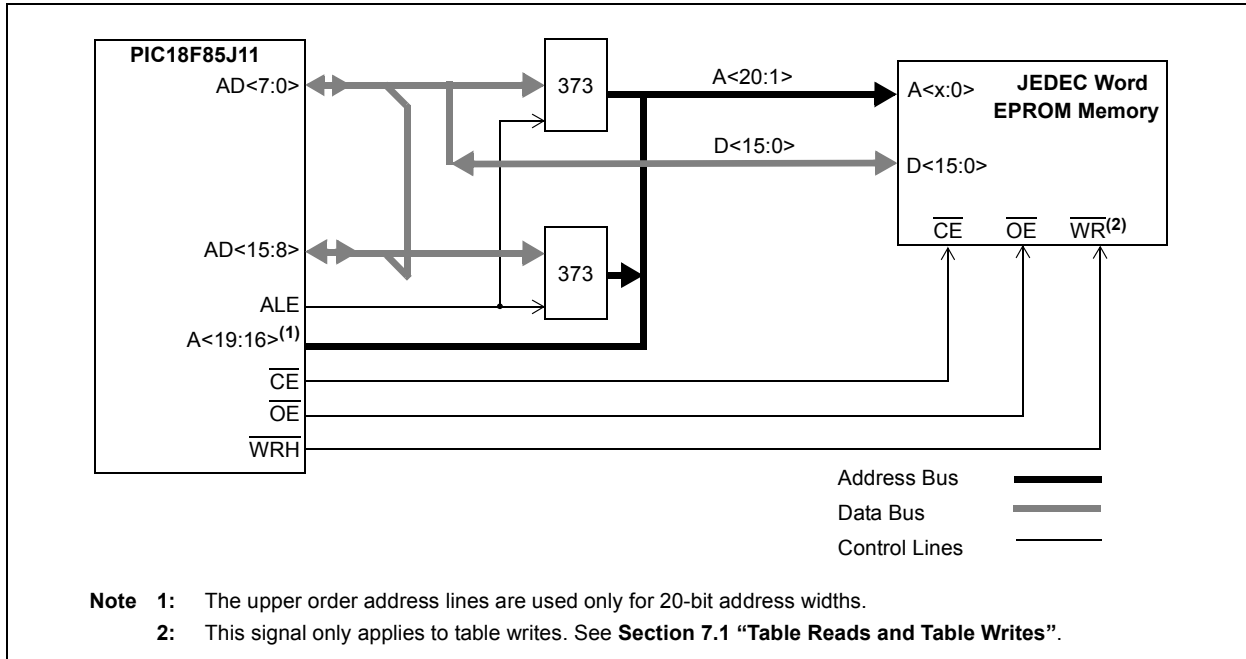 PIC18F85J11
AD<7:0>
373
A<20:1>
A<x:0>
JEDEC Word
EPROM Memory
D<15:0>
D<15:0>
CE
OE
WR(2)
AD<15:8>
373
ALE
A<19:16>(1)
CE
OE
WRH
Address Bus
Data Bus
Control Lines
Note 1: The upper order address lines are used only for 20-bit address widths.
2: This signal only applies to table writes. See Section 7.1 “Table Reads and Table Writes”.